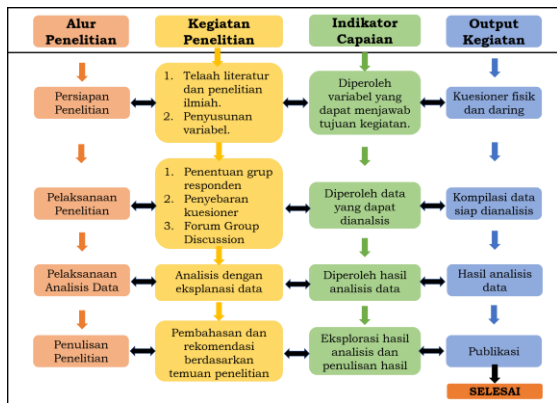 Alur
Penelitian
Kegiatan
Penelitian
Indikator
Capaian
Output
Kegiatan
Persiapan
Penelitian
1. Telaah literatur
dan penelitian
ilmiah.
2. Penyusunan
variabel.
Diperoleh
variabel yang
dapat menjawab
tujuan kegiatan.
Kuesioner fisik
dan daring
Pelaksanaan
Penelitian
1. Penentuan grup
responden
2. Penyebaran
kuesioner
3. Forum Group
Discussion
Diperoleh data
yang dapat
dianalsis
Kompilasi data
siap dianalisis
Pelaksanaan
Analisis Data
Analisis dengan
eksplanasi data
Diperoleh hasil
analisis data
Hasil analisis
data
Penulisan
Penelitian
Pembahasan dan
rekomendasi
berdasarkan
temuan penelitian
Eksplorasi hasil
analisis dan
penulisan hasil
Publikasi
SELESAI